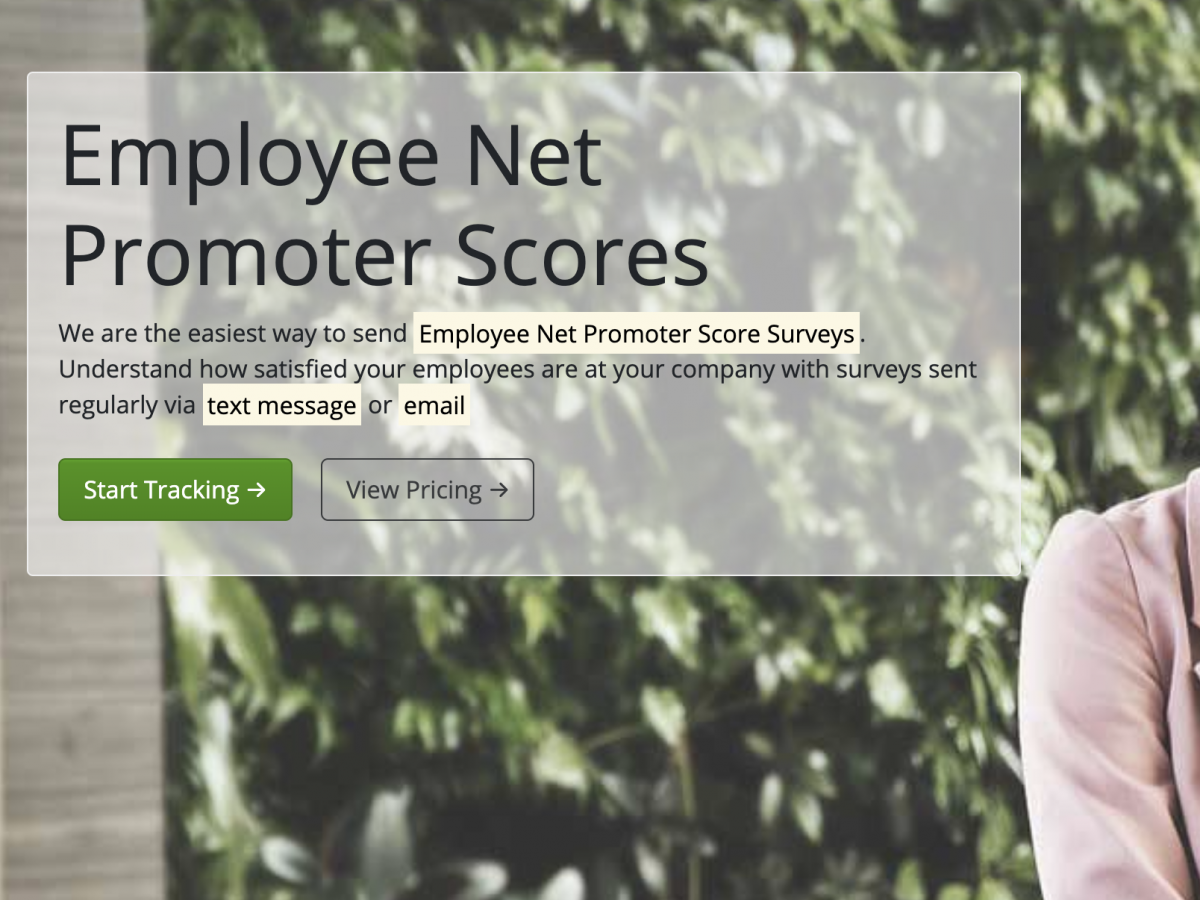 Employee Net
Promoter Scores
We are the easiest way to send Employee Net Promoter Score Surveys.
Understand how satisfied your employees are at your company with surveys sent
regularly via text message or email
Start Tracking → View Pricing →